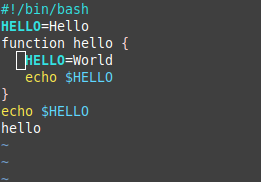 #!/bin/bash
HELLO=Hello
function hello {
  HELLO=World
  echo $HELLO
}
echo $HELLO
hello
~
~
~